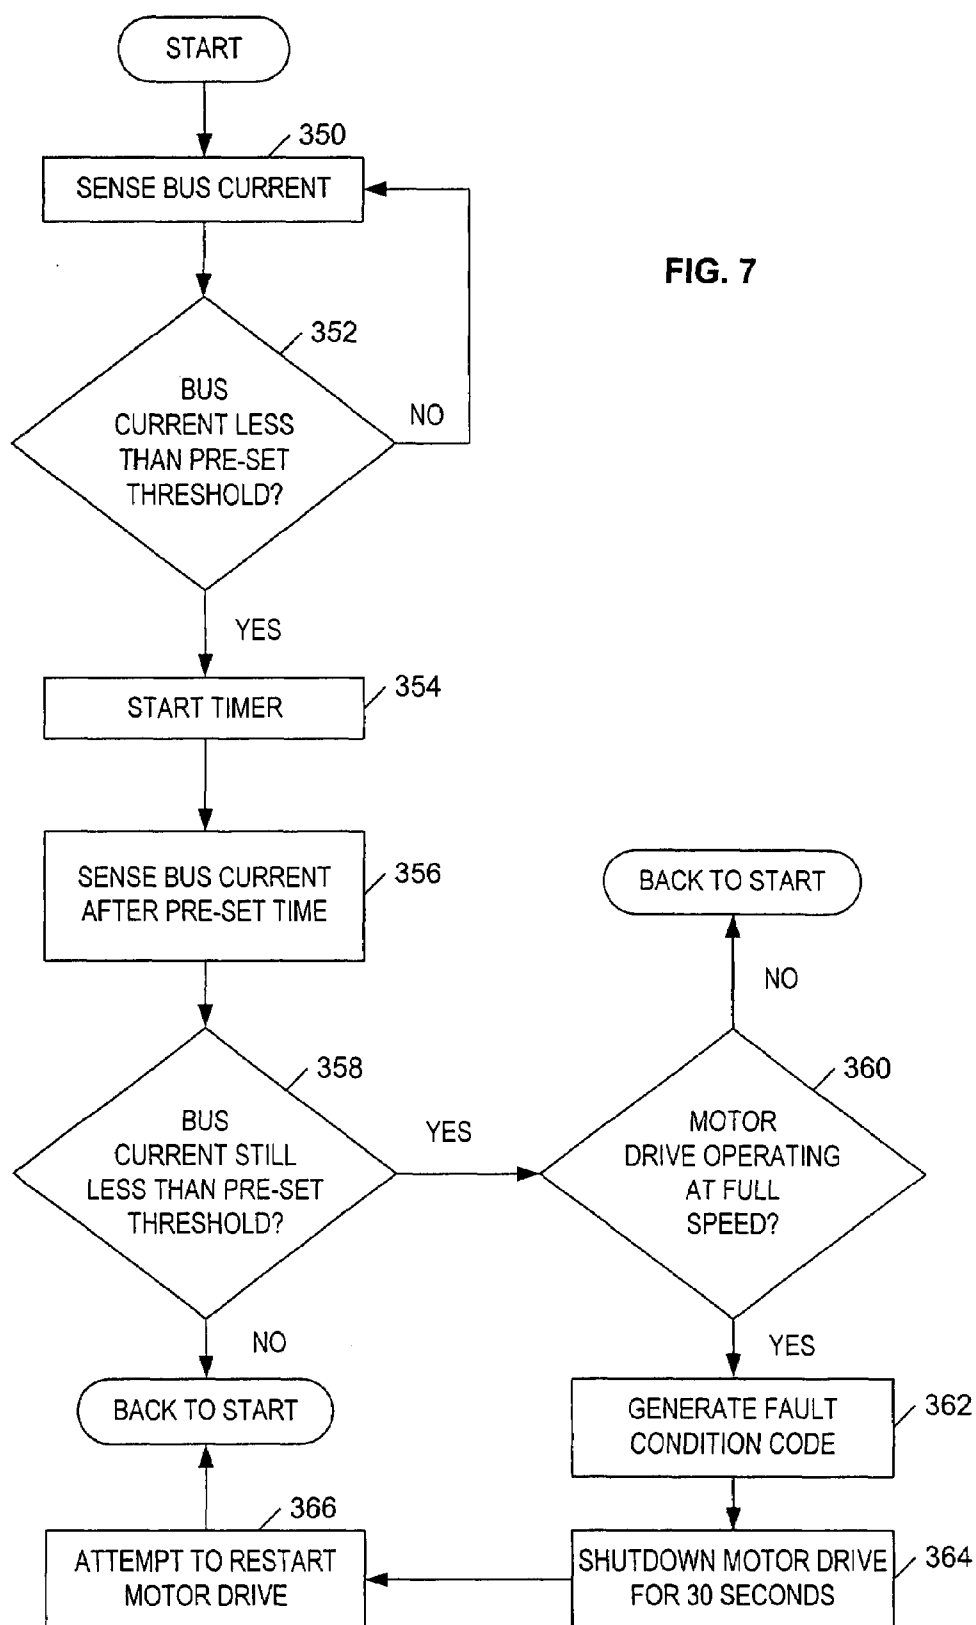 START
350
SENSE BUS CURRENT
FIG. 7
352
BUS
CURRENT LESS
THAN PRE-SET
THRESHOLD?
NO
YES
354
START TIMER
356
SENSE BUS CURRENT
AFTER PRE-SET TIME
BACK TO START
NO
358
BUS
CURRENT STILL
LESS THAN PRE-SET
THRESHOLD?
YES
360
MOTOR
DRIVE OPERATING
AT FULL
SPEED?
NO
YES
BACK TO START
362
GENERATE FAULT
CONDITION CODE
366
ATTEMPT TO RESTART
MOTOR DRIVE
364
SHUTDOWN MOTOR DRIVE
FOR 30 SECONDS